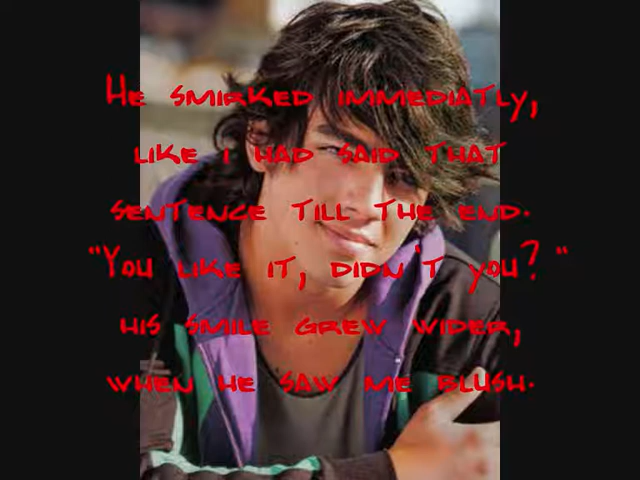 He smirked immediatly,
like i had said that
sentence till the end.
"You like it, didn't you? "
His smile grew wider,
when he saw me blush.